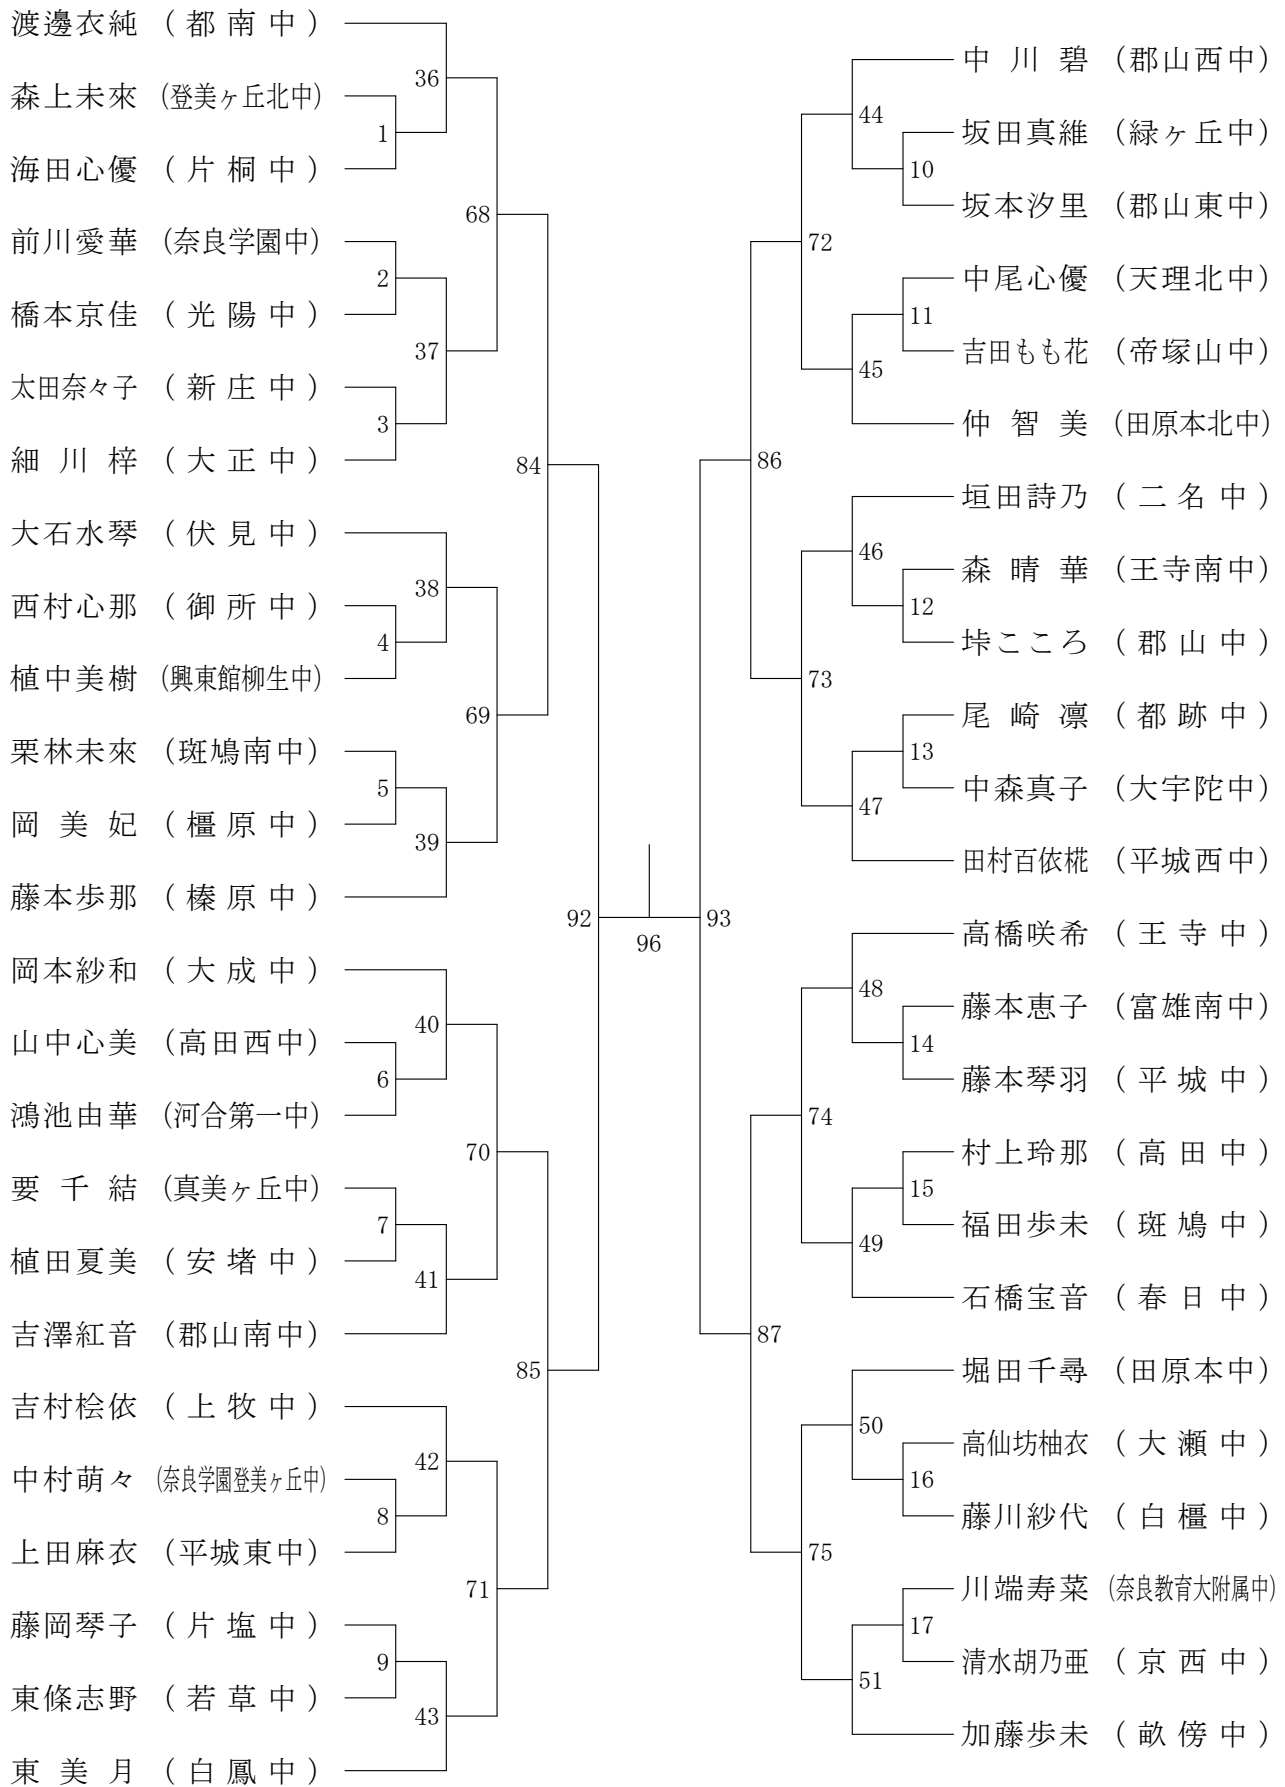 渡邊衣純 (都南中)
36
森上未來 (登美ヶ丘北中)
1
海田心優 (片桐中)
68
前川愛華 (奈良学園中)
2
橋本京佳 (光陽中)
37
太田奈々子 (新庄中)
3
細川梓 (大正中)
84
大石水琴 (伏見中)
38
西村心那 (御所中)
4
植中美樹 (興東館柳生中)
69
栗林未來 (斑鳩南中)
5
岡美妃 (橿原中)
39
藤本歩那 (榛原中)
92
岡本紗和 (大成中)
40
山中心美 (高田西中)
6
鴻池由華 (河合第一中)
70
要千結 (真美ヶ丘中)
7
植田夏美 (安堵中)
41
吉澤紅音 (郡山南中)
85
吉村桧依 (上牧中)
42
中村萌々 (奈良学園登美ヶ丘中)
8
上田麻衣 (平城東中)
71
藤岡琴子 (片塩中)
9
東條志野 (若草中)
43
東美月 (白鳳中)
96
中川碧 (郡山西中)
44
坂田真維 (緑ヶ丘中)
10
坂本汐里 (郡山東中)
72
中尾心優 (天理北中)
11
吉田もも花 (帝塚山中)
45
仲智美 (田原本北中)
86
垣田詩乃 (二名中)
46
森晴華 (王寺南中)
12
垰こころ (郡山中)
73
尾崎凛 (都跡中)
13
中森真子 (大宇陀中)
47
田村百依椛 (平城西中)
93
高橋咲希 (王寺中)
48
藤本恵子 (富雄南中)
14
藤本琴羽 (平城中)
74
村上玲那 (高田中)
15
福田歩未 (斑鳩中)
49
石橋宝音 (春日中)
87
堀田千尋 (田原本中)
50
高仙坊柚衣 (大瀬中)
16
藤川紗代 (白橿中)
75
川端寿菜 (奈良教育大附属中)
17
清水胡乃亜 (京西中)
51
加藤歩未 (畝傍中)